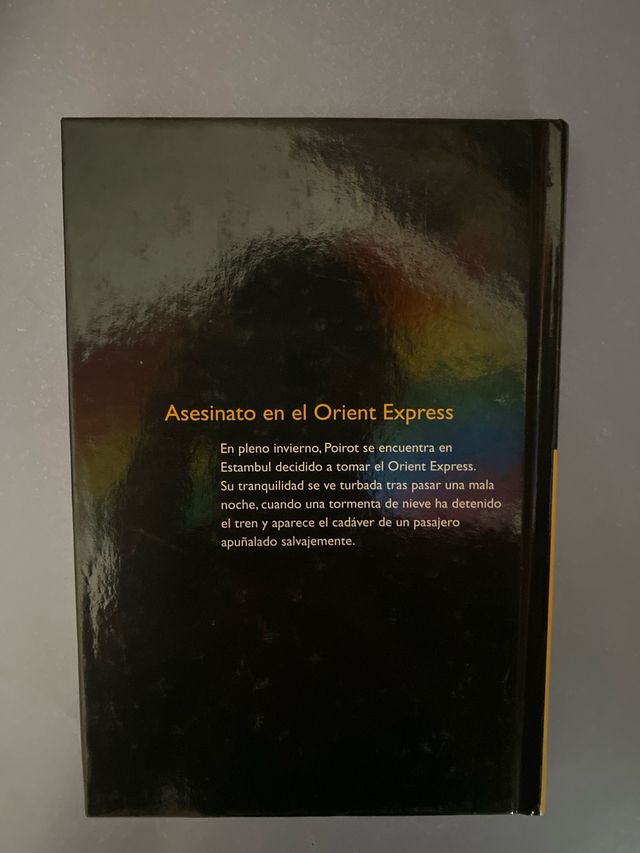 Asesinato en el Orient Express
En pleno invierno, Poirot se encuentra en
Estambul decidido a tomar el Orient Express.
Su tranquilidad se ve turbada tras pasar una mala
noche, cuando una tormenta de nieve ha detenido
el tren y aparece el cadáver de un pasajero
apuñalado salvajemente.